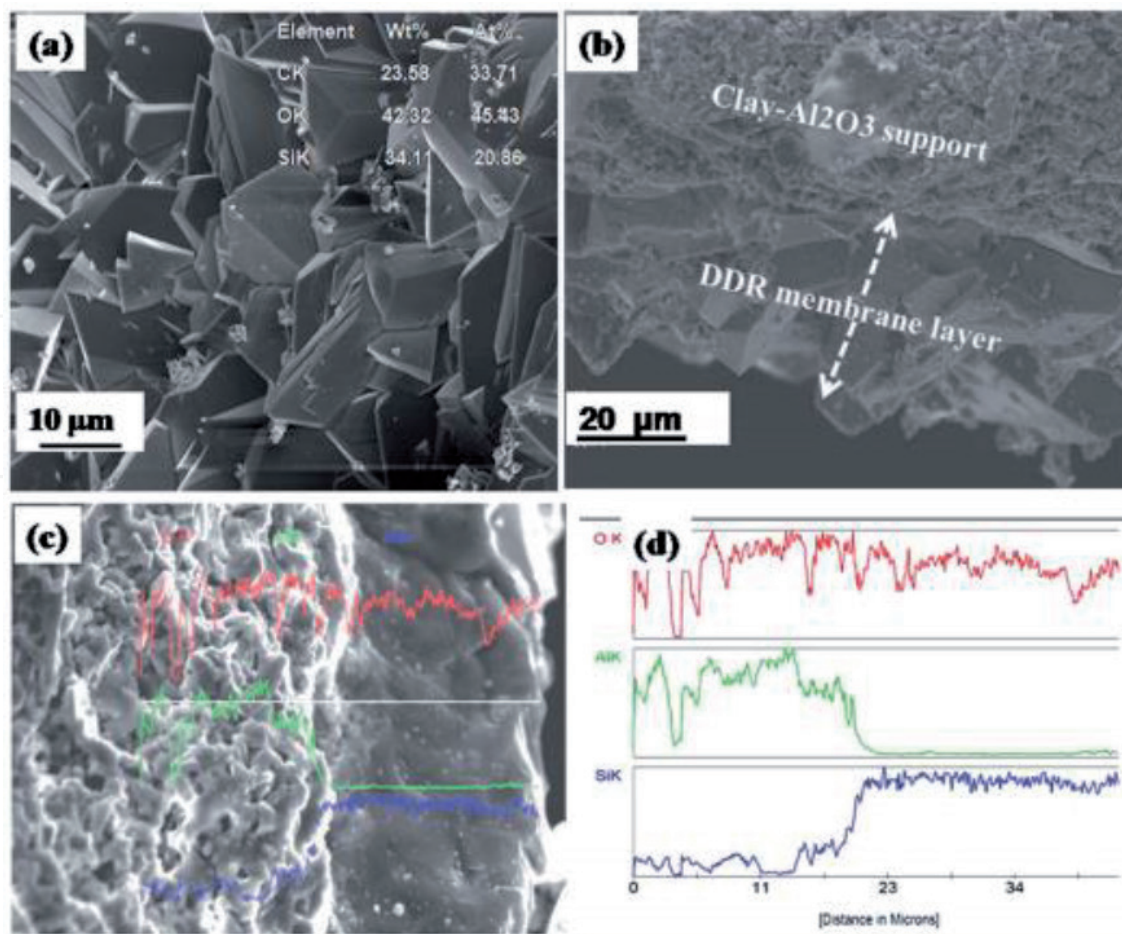 (a)
Element Wt% At%
CK 23.58 33.71
OK 42.32 45.43
SiK 34.11 20.86
10 μm
(b)
Clay-Al2O3 support
DDR membrane layer
20 μm
(c)
(d)
O K
AlK
SiK
0 11 23 34
[Distance in Microns]